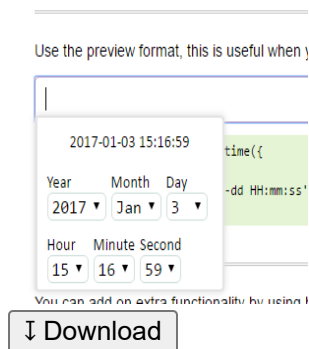 Use the preview format, this is useful when
2017-01-03 15:16:59
time({
Year Month Day
-dd HH:mm:ss'
2017 Jan 3
Hour Minute Second
15 16 59
You can add on extra functionality by using
Download